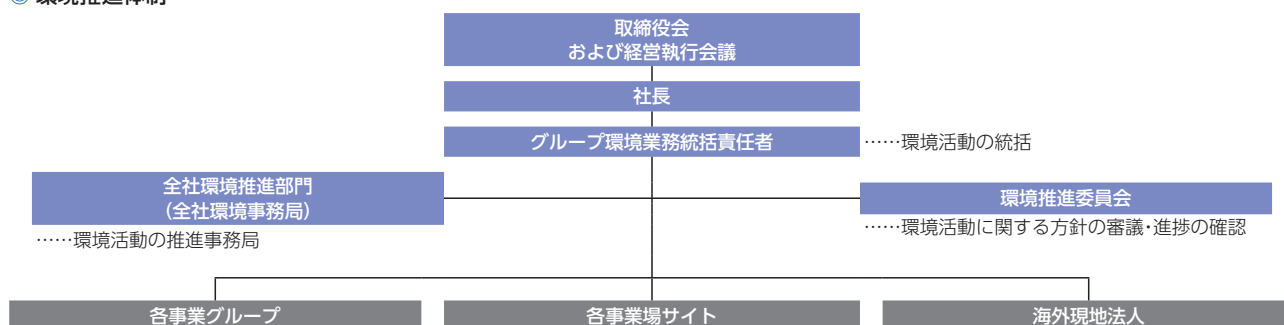 取締役会
および経営執行会議
社長
グループ環境業務統括責任者
……環境活動の統括
全社環境推進部門
(全社環境事務局)
……環境活動の推進事務局
環境推進委員会
……環境活動に関する方針の審議・進捗の確認
各事業グループ
各事業場サイト
海外現地法人